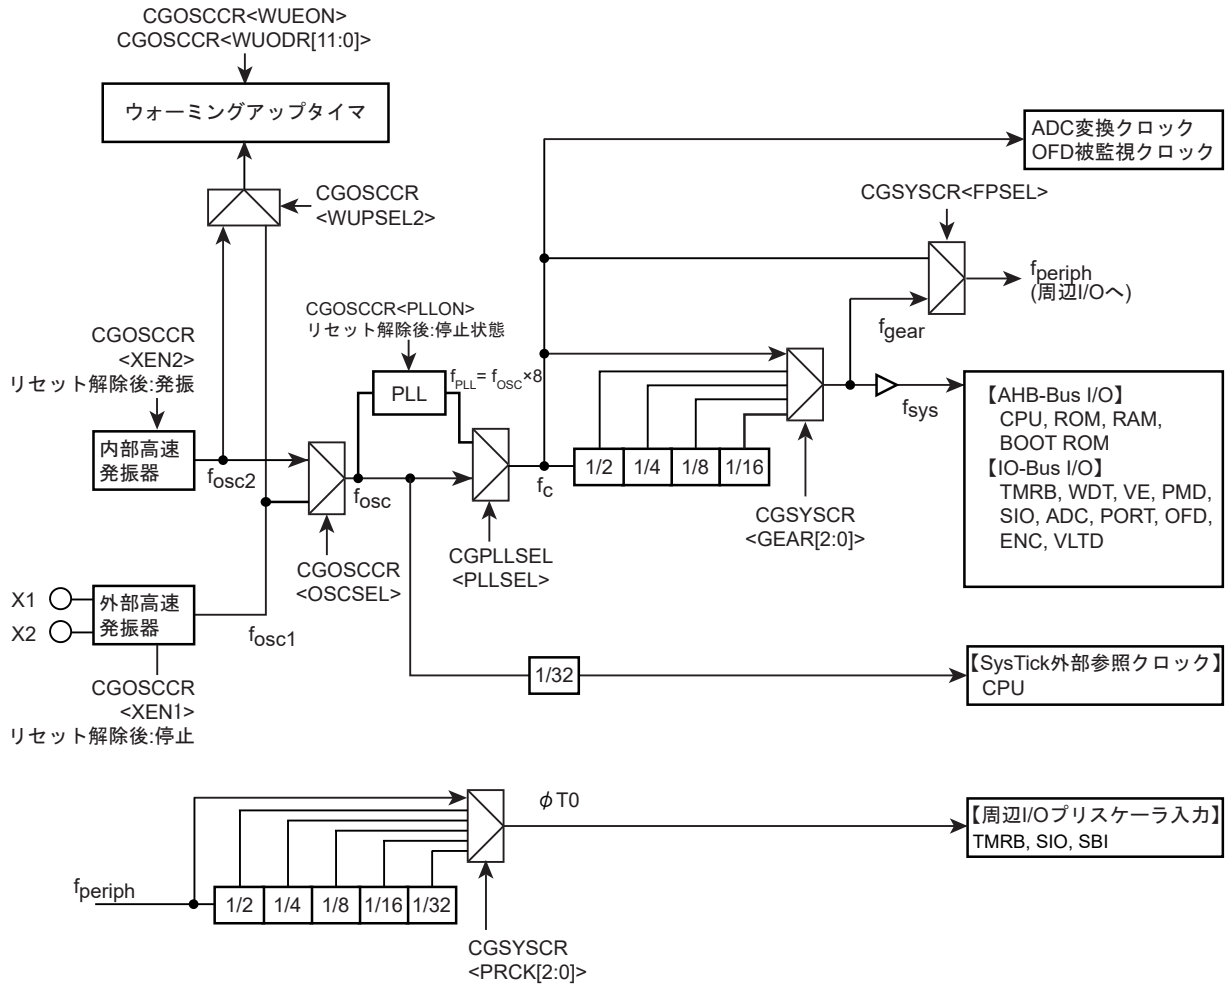 CGOSCCR<WUEON>
CGOSCCR<WUODR[11:0]>
ウォーミングアップタイマ
CGOSCCR
<WUPSEL2>
ADC変換クロック
OFD被監視クロック
CGSYSCR<FPSEL>
fperiph
(周辺I/Oへ)
fgear
CGOSCCR<PLLON>
リセット解除後:停止状態
PLL
fPLL= fOSC×8
CGOSCCR
<XEN2>
リセット解除後:発振
内部高速
発振器
fosc2
fosc
fc
1/2
1/4
1/8
1/16
fsys
【AHB-Bus I/O】
CPU, ROM, RAM,
BOOT ROM
【IO-Bus I/O】
TMRB, WDT, VE, PMD,
SIO, ADC, PORT, OFD,
ENC, VLTD
CGOSCCR
<OSCSEL>
CGPLLSEL
<PLLSEL>
CGSYSCR
<GEAR[2:0]>
X1
X2
外部高速
発振器
fosc1
CGOSCCR
<XEN1>
リセット解除後:停止
1/32
【SysTick外部参照クロック】
CPU
ϕT0
【周辺I/Oプリスケーラ入力】
TMRB, SIO, SBI
fperiph
1/2
1/4
1/8
1/16
1/32
CGSYSCR
<PRCK[2:0]>